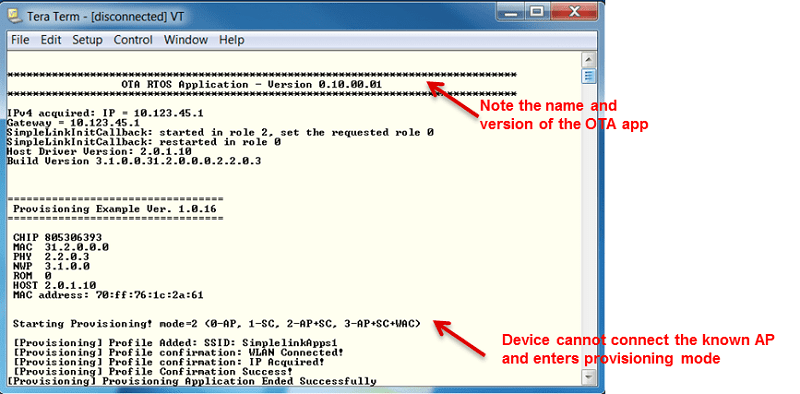 Tera Term - [disconnected] VT
File Edit Setup Control Window Help
********************************************************************************
OTA RTOS Application - Version 0.10.00.01
********************************************************************************
Note the name and
version of the OTA app
IPv4 acquired: IP = 10.123.45.1
Gateway = 10.123.45.1
SimpleLinkInitCallback: started in role 2, set the requested role 0
SimpleLinkInitCallback: restarted in role 0
Host Driver Version: 2.0.1.10
Build Version 3.1.0.0.31.2.0.0.0.2.2.0.3
==================================
Provisioning Example Ver. 1.0.16
==================================
CHIP 805306393
MAC 31.2.0.0.0
PHY 2.2.0.3
NWP 3.1.0.0
ROM 0
HOST 2.0.1.10
MAC address: 70:ff:76:1c:2a:61
Starting Provisioning! mode=2 (0-AP, 1-SC, 2-AP+SC, 3-AP+SC+WAC)
Device cannot connect the known AP
and enters provisioning mode
[Provisioning] Profile Added: SSID: SimplelinkApps1
[Provisioning] Profile confirmation: WLAN Connected!
[Provisioning] Profile confirmation: IP Acquired!
[Provisioning] Profile Confirmation Success!
[Provisioning] Provisioning Application Ended Successfully